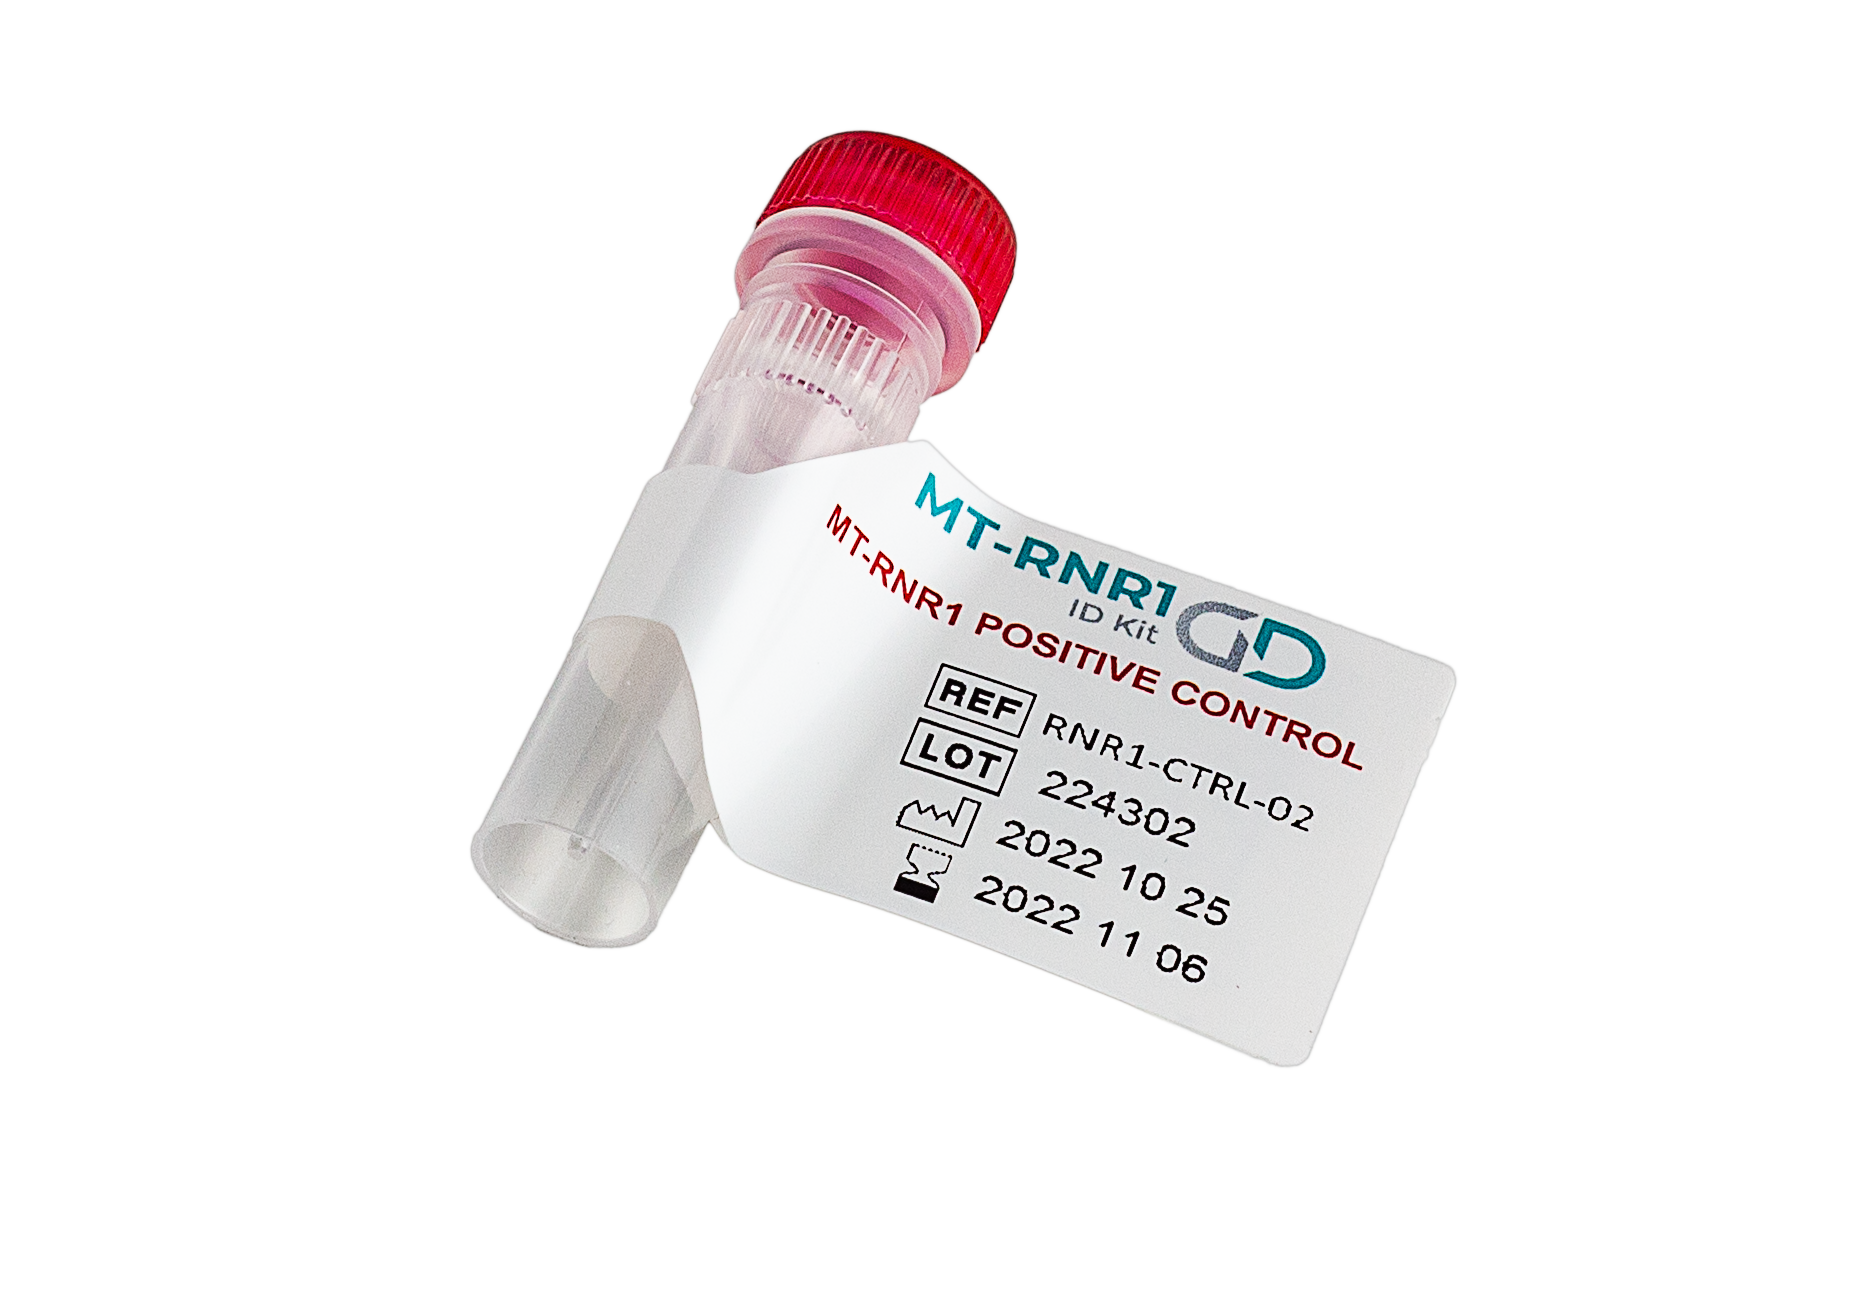 MT-RNR1
ID Kit
GD
MT-RNR1 POSITIVE CONTROL
REF RNR1-CTRL-02
LOT 224302
2022 10 25
2022 11 06